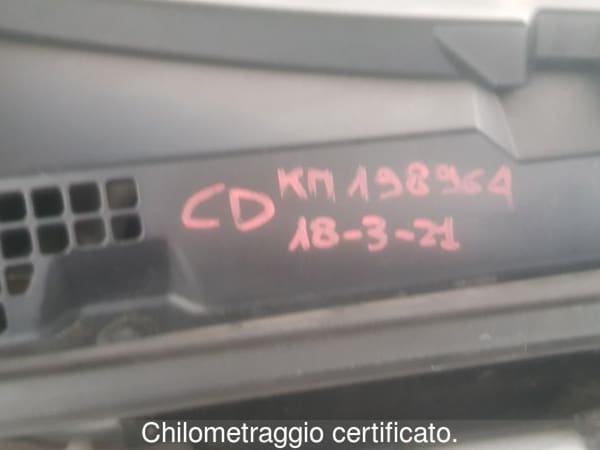 CD KM 198964
18-3-21
Chilometraggio certificato.